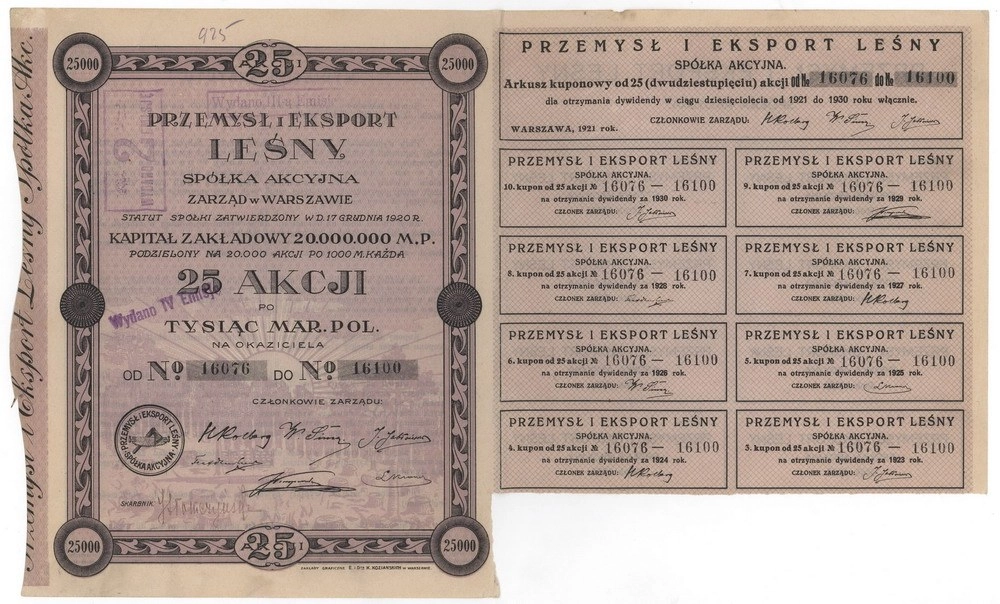 925
25000
25
AKCJI
25000
Przemysł i Eksport Leśny Spółka Akc.
Wydano III Emisję
PRZEMYSŁ I EKSPORT
LEŚNY
SPÓŁKA AKCYJNA
ZARZĄD w WARSZAWIE
STATUT SPÓŁKI ZATWIERDZONY W D. 17 GRUDNIA 1920 R.
KAPITAŁ ZAKŁADOWY 20.000.000 M.P.
PODZIELONY NA 20.000 AKCJI PO 1000 M. KAŻDA
25 AKCJI
PO
Wydano IV Emisję
TYSIĄC MAR. POL.
NA OKAZICIELA
OD No 16076 DO No 16100
CZŁONKOWIE ZARZĄDU:
PRZEMYSŁ I EKSPORT LEŚNY
SPÓŁKA AKCYJNA
SKARBNIK:
25000
25
AKCJI
25000
ZAKŁADY GRAFICZNE B. WIERZBICKI
PRZEMYSŁ I EKSPORT LEŚNY
SPÓŁKA AKCYJNA.
Arkusz kuponowy od 25 (dwudziestupięciu) akcji od № 16076 do № 16100
dla otrzymania dywidendy w ciągu dziesięciolecia od 1921 do 1930 roku włącznie.
WARSZAWA, 1921 rok.
CZŁONKOWIE ZARZĄDU:
PRZEMYSŁ I EKSPORT LEŚNY
SPÓŁKA AKCYJNA.
10. kupon od 25 akcji № 16076 — 16100
na otrzymanie dywidendy za 1930 rok.
CZŁONEK ZARZĄDU:
PRZEMYSŁ I EKSPORT LEŚNY
SPÓŁKA AKCYJNA.
9. kupon od 25 akcji № 16076 — 16100
na otrzymanie dywidendy za 1929 rok.
CZŁONEK ZARZĄDU:
PRZEMYSŁ I EKSPORT LEŚNY
SPÓŁKA AKCYJNA.
8. kupon od 25 akcji № 16076 — 16100
na otrzymanie dywidendy za 1928 rok.
CZŁONEK ZARZĄDU:
PRZEMYSŁ I EKSPORT LEŚNY
SPÓŁKA AKCYJNA.
7. kupon od 25 akcji № 16076 — 16100
na otrzymanie dywidendy za 1927 rok.
CZŁONEK ZARZĄDU:
PRZEMYSŁ I EKSPORT LEŚNY
SPÓŁKA AKCYJNA.
6. kupon od 25 akcji № 16076 — 16100
na otrzymanie dywidendy za 1926 rok.
CZŁONEK ZARZĄDU:
PRZEMYSŁ I EKSPORT LEŚNY
SPÓŁKA AKCYJNA.
5. kupon od 25 akcji № 16076 — 16100
na otrzymanie dywidendy za 1925 rok.
CZŁONEK ZARZĄDU:
PRZEMYSŁ I EKSPORT LEŚNY
SPÓŁKA AKCYJNA.
4. kupon od 25 akcji № 16076 — 16100
na otrzymanie dywidendy za 1924 rok.
CZŁONEK ZARZĄDU:
PRZEMYSŁ I EKSPORT LEŚNY
SPÓŁKA AKCYJNA.
3. kupon od 25 akcji № 16076 — 16100
na otrzymanie dywidendy za 1923 rok.
CZŁONEK ZARZĄDU: